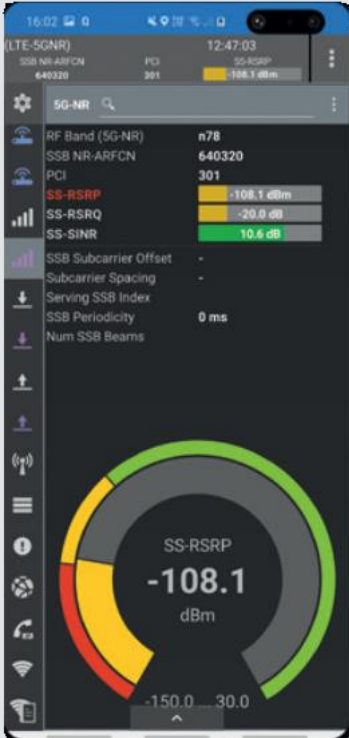 16:02
(LTE-5GNR) 12:47:03
SSB NR-ARFCN PCI SS-RSRP
640320 301 -108.1 dBm
5G-NR
RF Band (5G-NR) n78
SSB NR-ARFCN 640320
PCI 301
SS-RSRP -108.1 dBm
SS-RSRQ -20.0 dB
SS-SINR 10.6 dB
SSB Subcarrier Offset -
Subcarrier Spacing -
Serving SSB Index
SSB Periodicity 0 ms
Num SSB Beams
SS-RSRP
-108.1
dBm
-150.0 ... 30.0